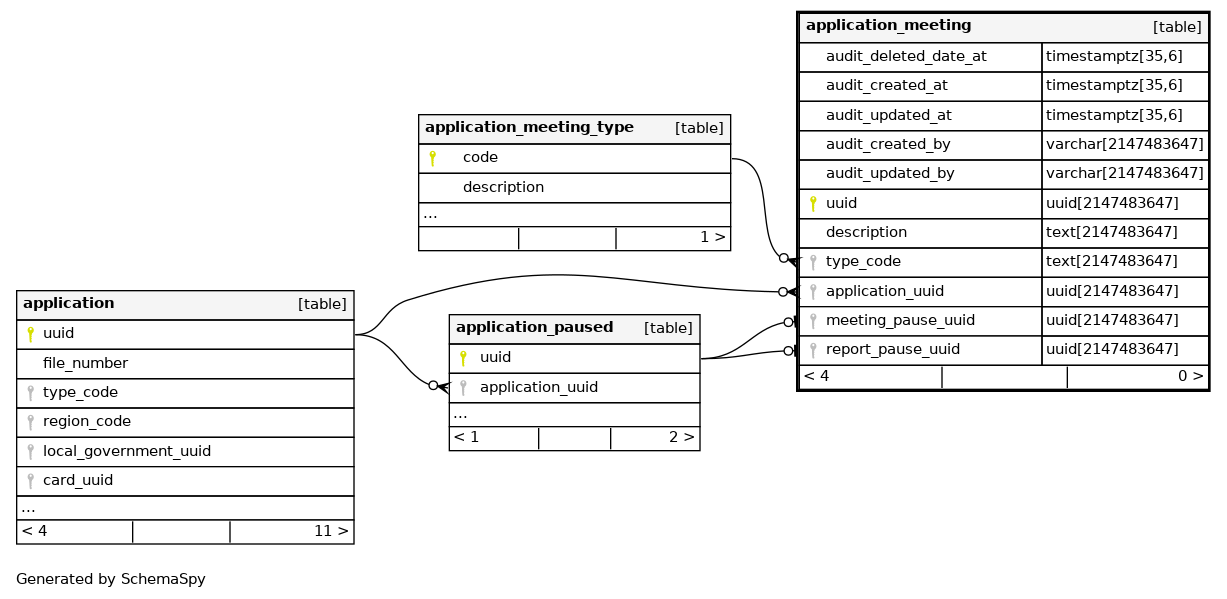 application_meeting [table]
audit_deleted_date_at timestamptz[35,6]
audit_created_at timestamptz[35,6]
audit_updated_at timestamptz[35,6]
audit_created_by varchar[2147483647]
audit_updated_by varchar[2147483647]
uuid uuid[2147483647]
description text[2147483647]
type_code text[2147483647]
application_uuid uuid[2147483647]
meeting_pause_uuid uuid[2147483647]
report_pause_uuid uuid[2147483647]
< 4 0 >
application_meeting_type [table]
code
description
...
1 >
application [table]
uuid
file_number
type_code
region_code
local_government_uuid
card_uuid
...
< 4 11 >
application_paused [table]
uuid
application_uuid
...
< 1 2 >
Generated by SchemaSpy